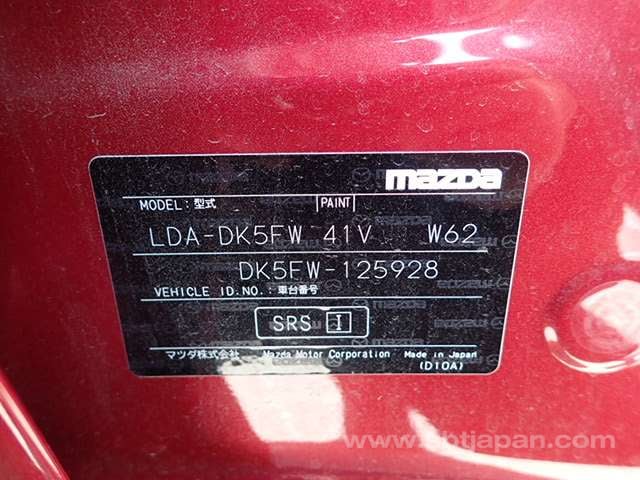 mazda
MODEL:型式 PAINT
LDA-DK5FW 41V W62
DK5FW-125928
VEHICLE ID.NO.:車台番号
SRS I
マツダ株式会社 Mazda Motor Corporation Made in Japan
(D10A)
www.sbtjapan.com